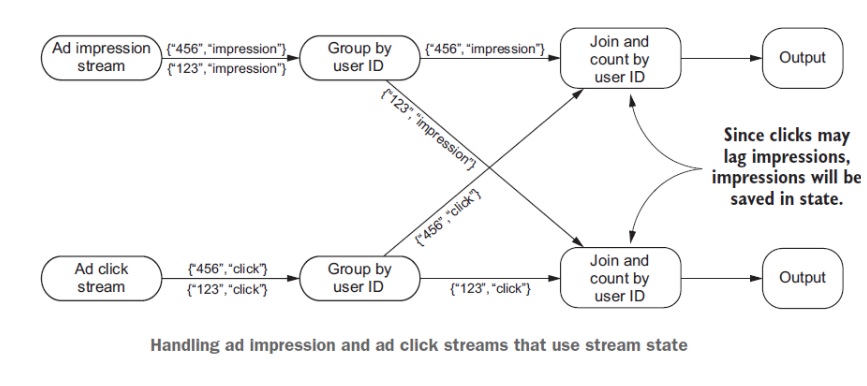 Ad impression
stream
{“456”,“impression”}
{“123”,“impression”}
Group by
user ID
{“456”,“impression”}
Join and
count by
user ID
Output
{“123”,“impression”}
{“456”,“click”}
Since clicks may
lag impressions,
impressions will be
saved in state.
Ad click
stream
{“456”,“click”}
{“123”,“click”}
Group by
user ID
{“123”,“click”}
Join and
count by
user ID
Output
Handling ad impression and ad click streams that use stream state